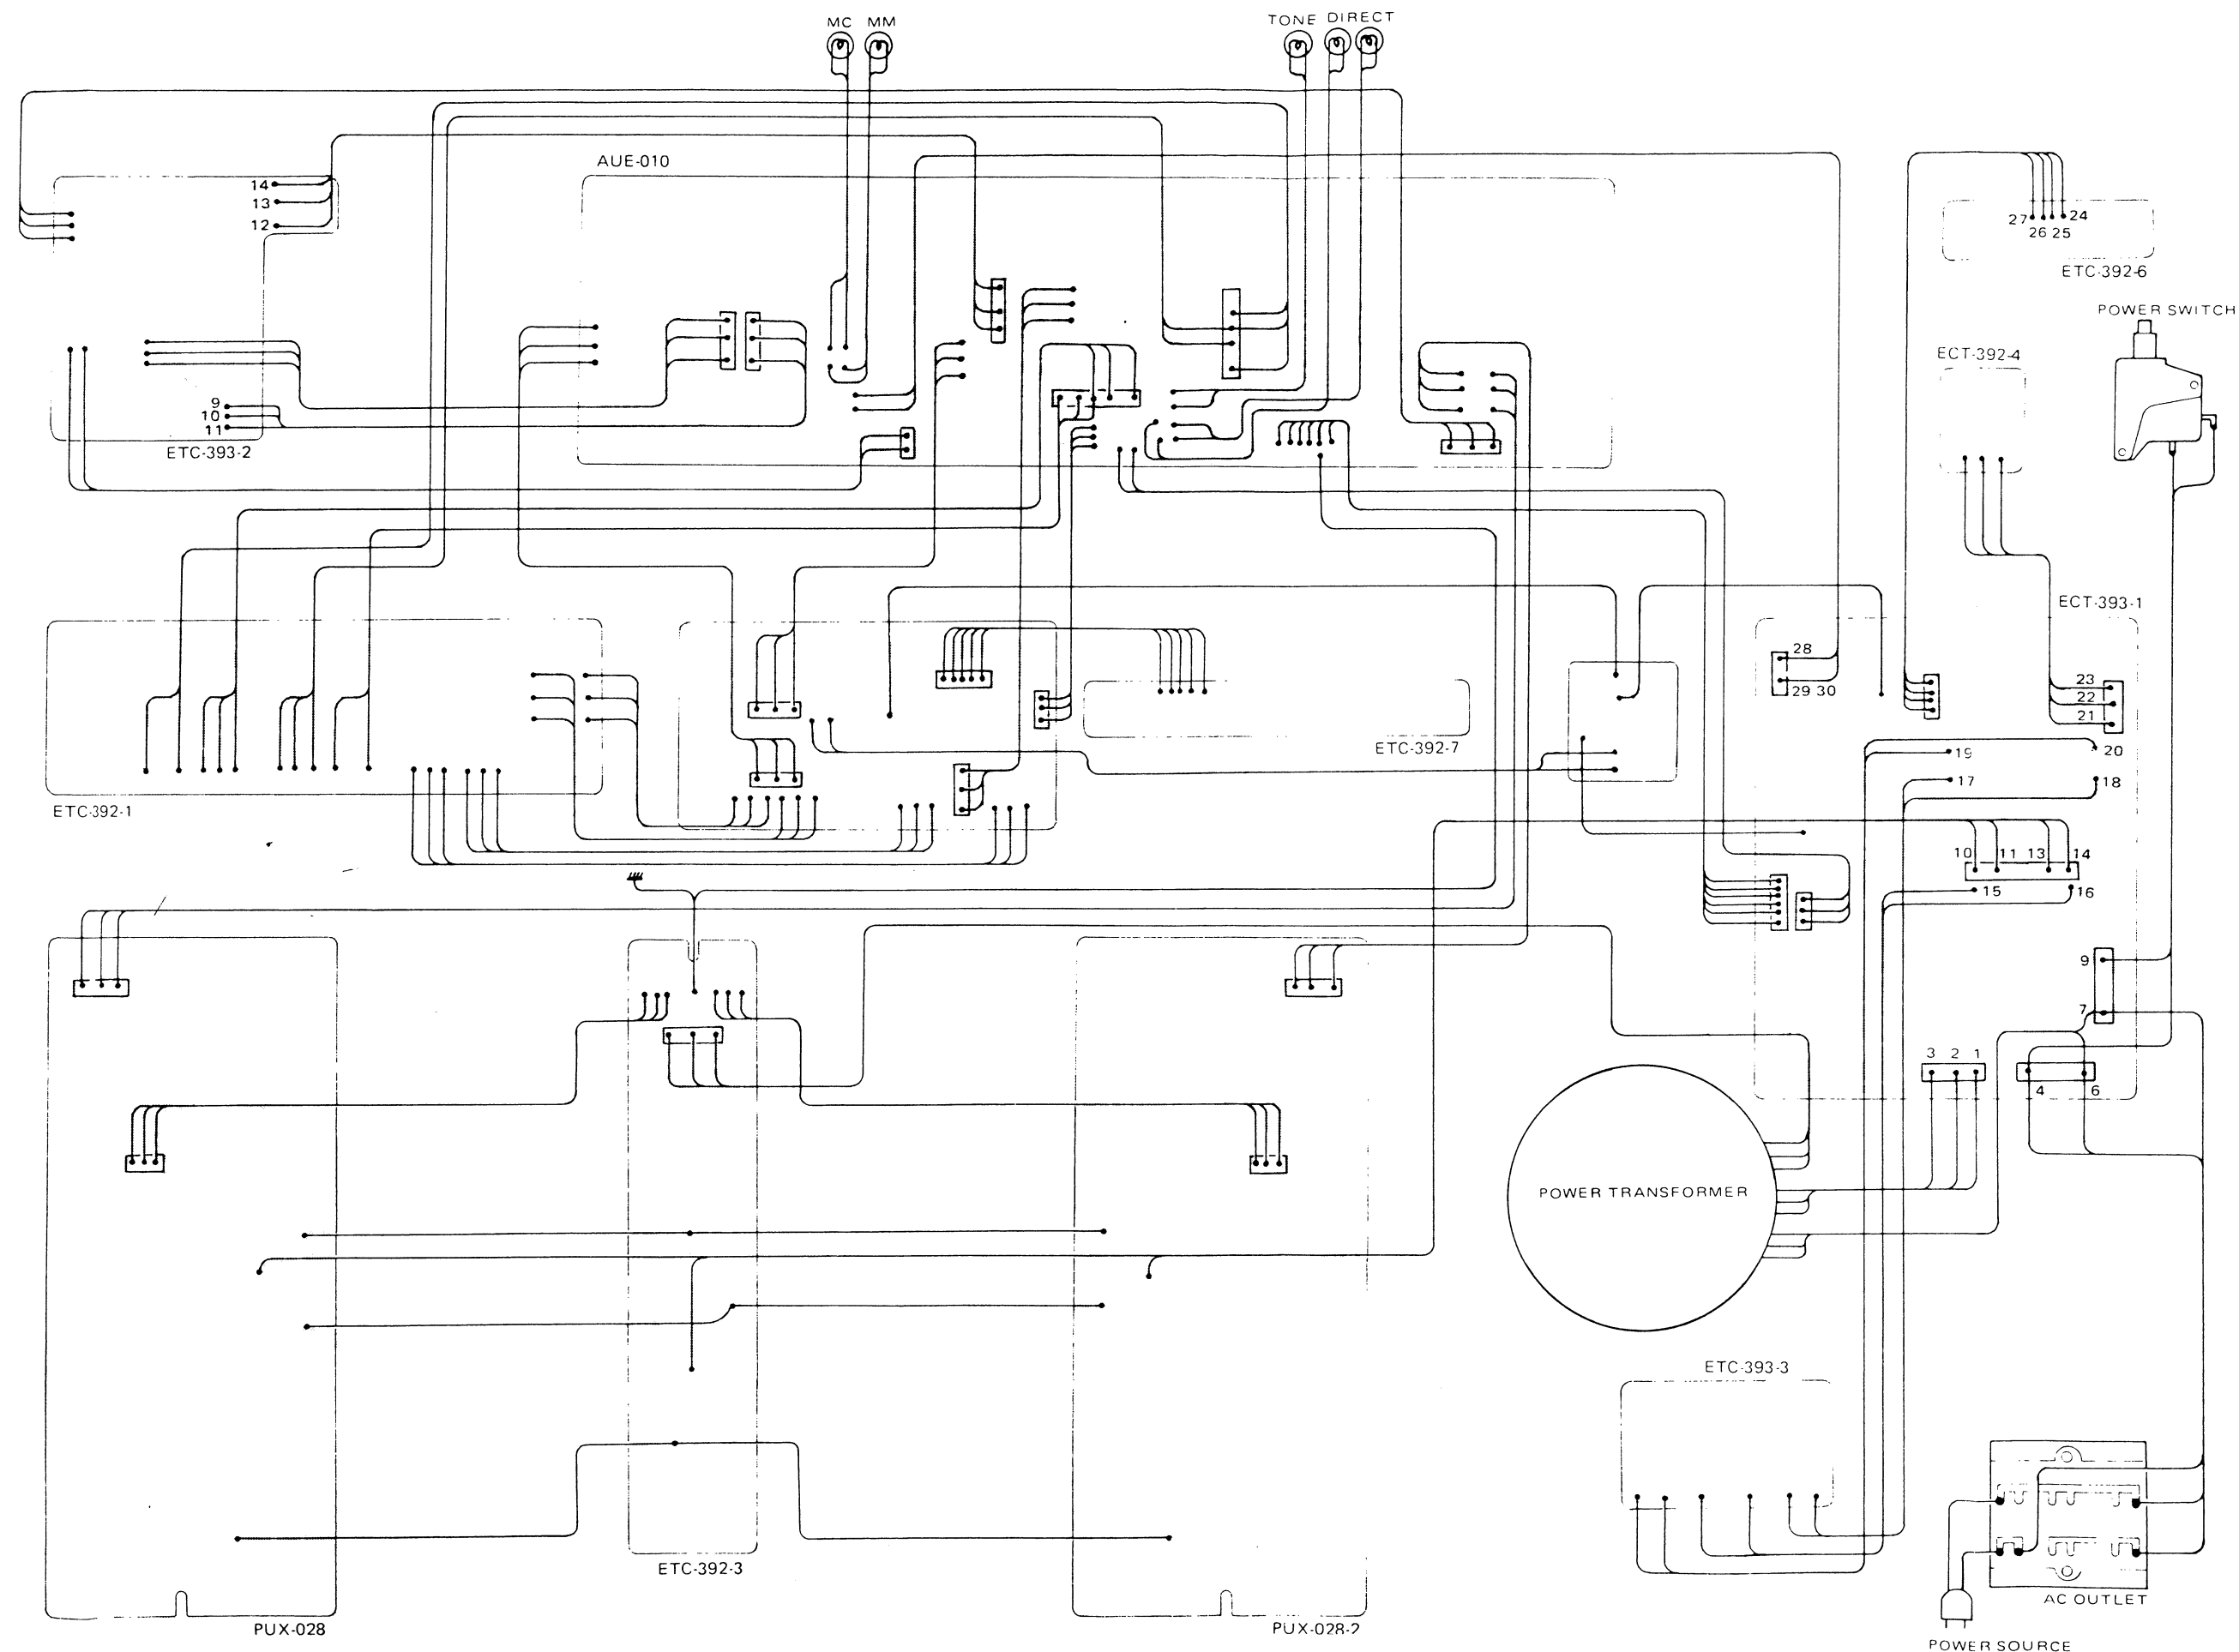 MC MM
TONE DIRECT
AUE-010
14
13
12
27
24
26 25
ETC-392-6
POWER SWITCH
ECT-392-4
9
10
11
ETC-393-2
ECT-393-1
28
29 30
23
22
21
ETC-392-7
19
20
17
18
ETC-392-1
10 11 13 14
15
16
9
7
3 2 1
4
6
POWER TRANSFORMER
ETC-393-3
ETC-392-3
AC OUTLET
PUX-028
PUX-028-2
POWER SOURCE